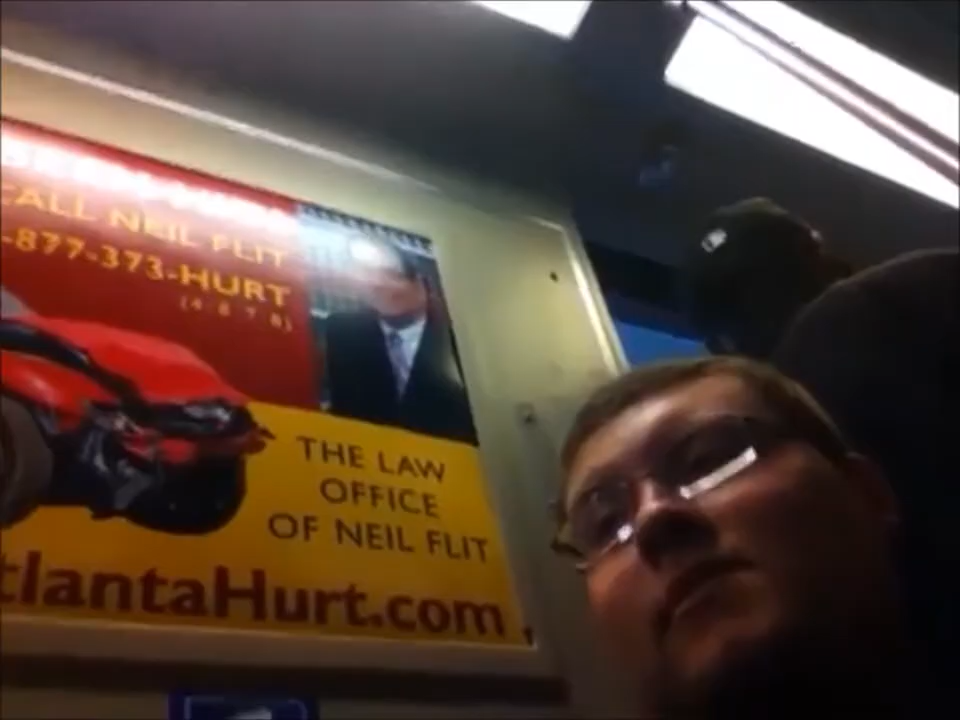 CALL NEIL FLIT
-877-373-HURT
(4 8 7 8)
THE LAW
OFFICE
OF NEIL FLIT
tlantaHurt.com